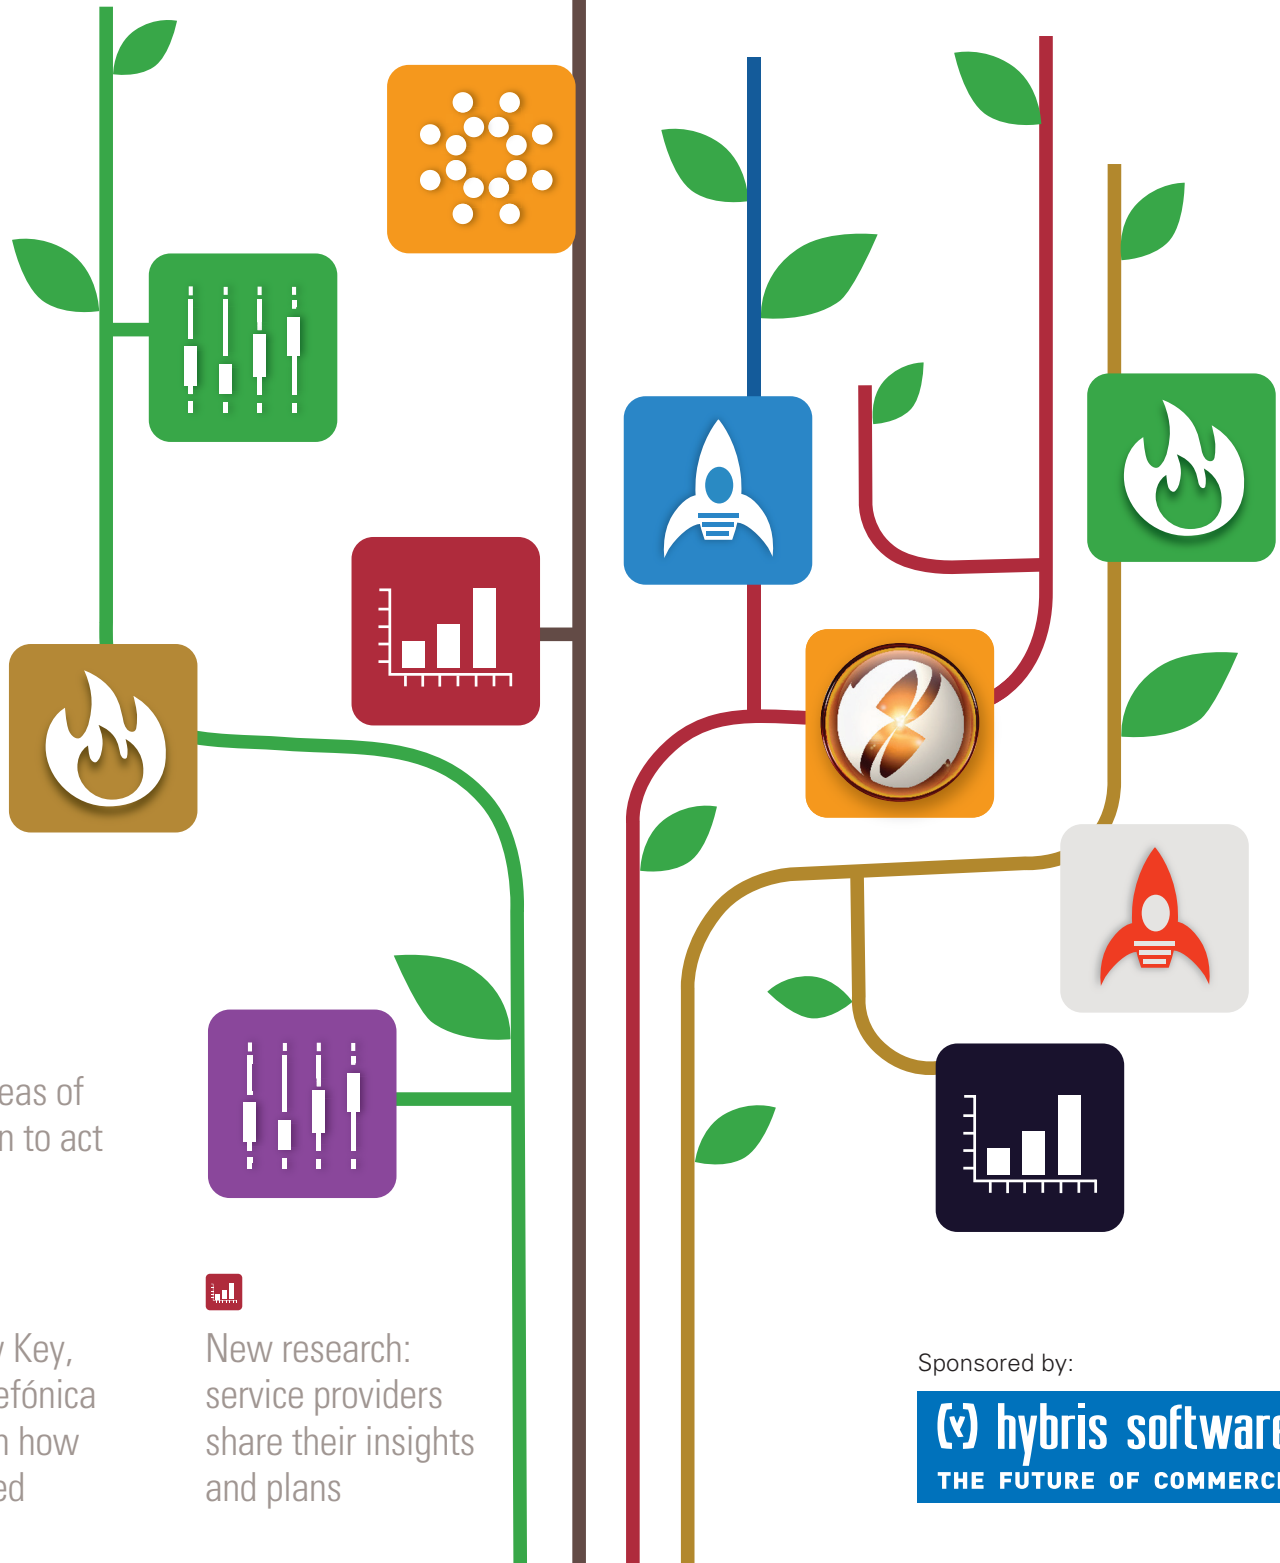 eas of
n to act
Key,
efónica
n how
ed
New research:
service providers
share their insights
and plans
Sponsored by:
(y) hybris software
THE FUTURE OF COMMERC